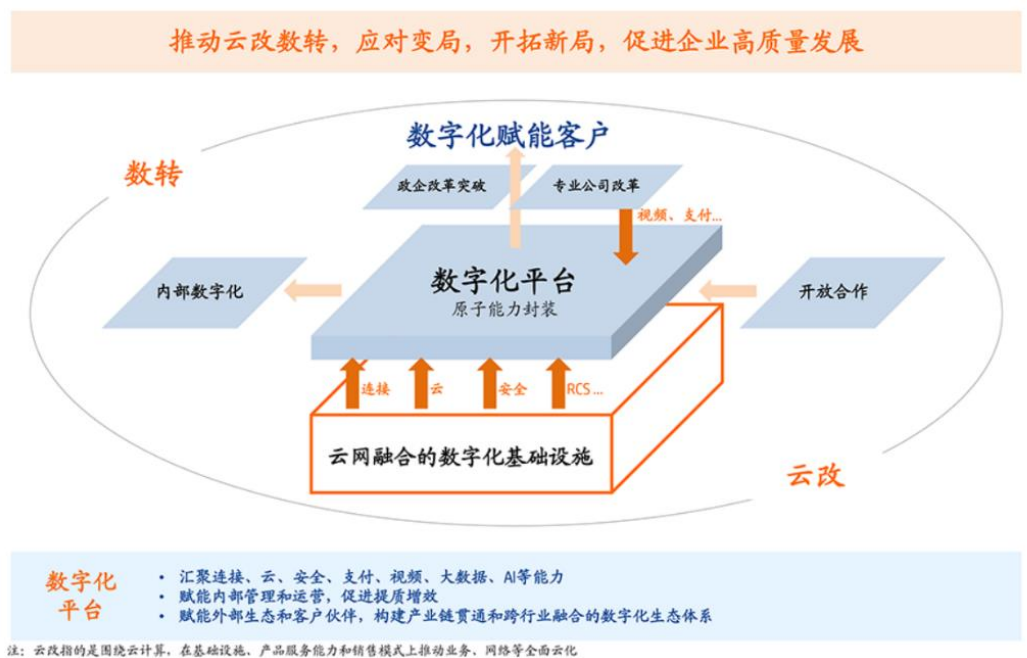 推动云改数转，应对变局，开拓新局，促进企业高质量发展
数字化赋能客户
数转
政企改革突破
专业公司改革
视频、支付...
数字化平台
原子能力封装
内部数字化
开放合作
连接
云
安全
RCS...
云网融合的数字化基础设施
云改
数字化
平台
• 汇聚连接、云、安全、支付、视频、大数据、AI等能力
• 赋能内部管理和运营，促进提质增效
• 赋能外部生态和客户伙伴，构建产业链贯通和跨行业融合的数字化生态体系
注：云改指的是围绕云计算，在基础设施、产品服务能力和销售模式上推动业务、网络等全面云化